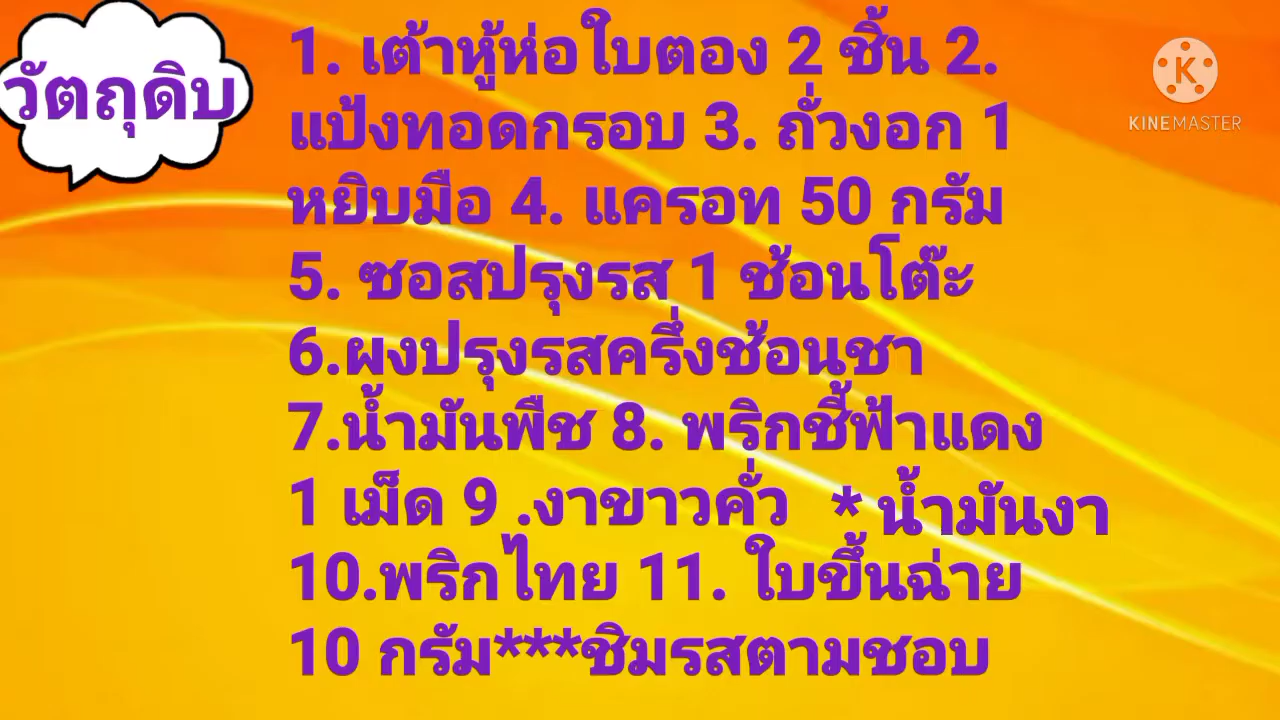 วัตถุดิบ
1. เต้าหู้ห่อใบตอง 2 ชิ้น 2.
แป้งทอดกรอบ 3. ถั่วงอก 1
หยิบมือ 4. แครอท 50 กรัม
5. ซอสปรุงรส 1 ช้อนโต๊ะ
6.ผงปรุงรสครึ่งช้อนชา
7.น้ำมันพืช 8. พริกชี้ฟ้าแดง
1 เม็ด 9 .งาขาวคั่ว * น้ำมันงา
10.พริกไทย 11. ใบขึ้นฉ่าย
10 กรัม***ชิมรสตามชอบ
K
KINEMASTER